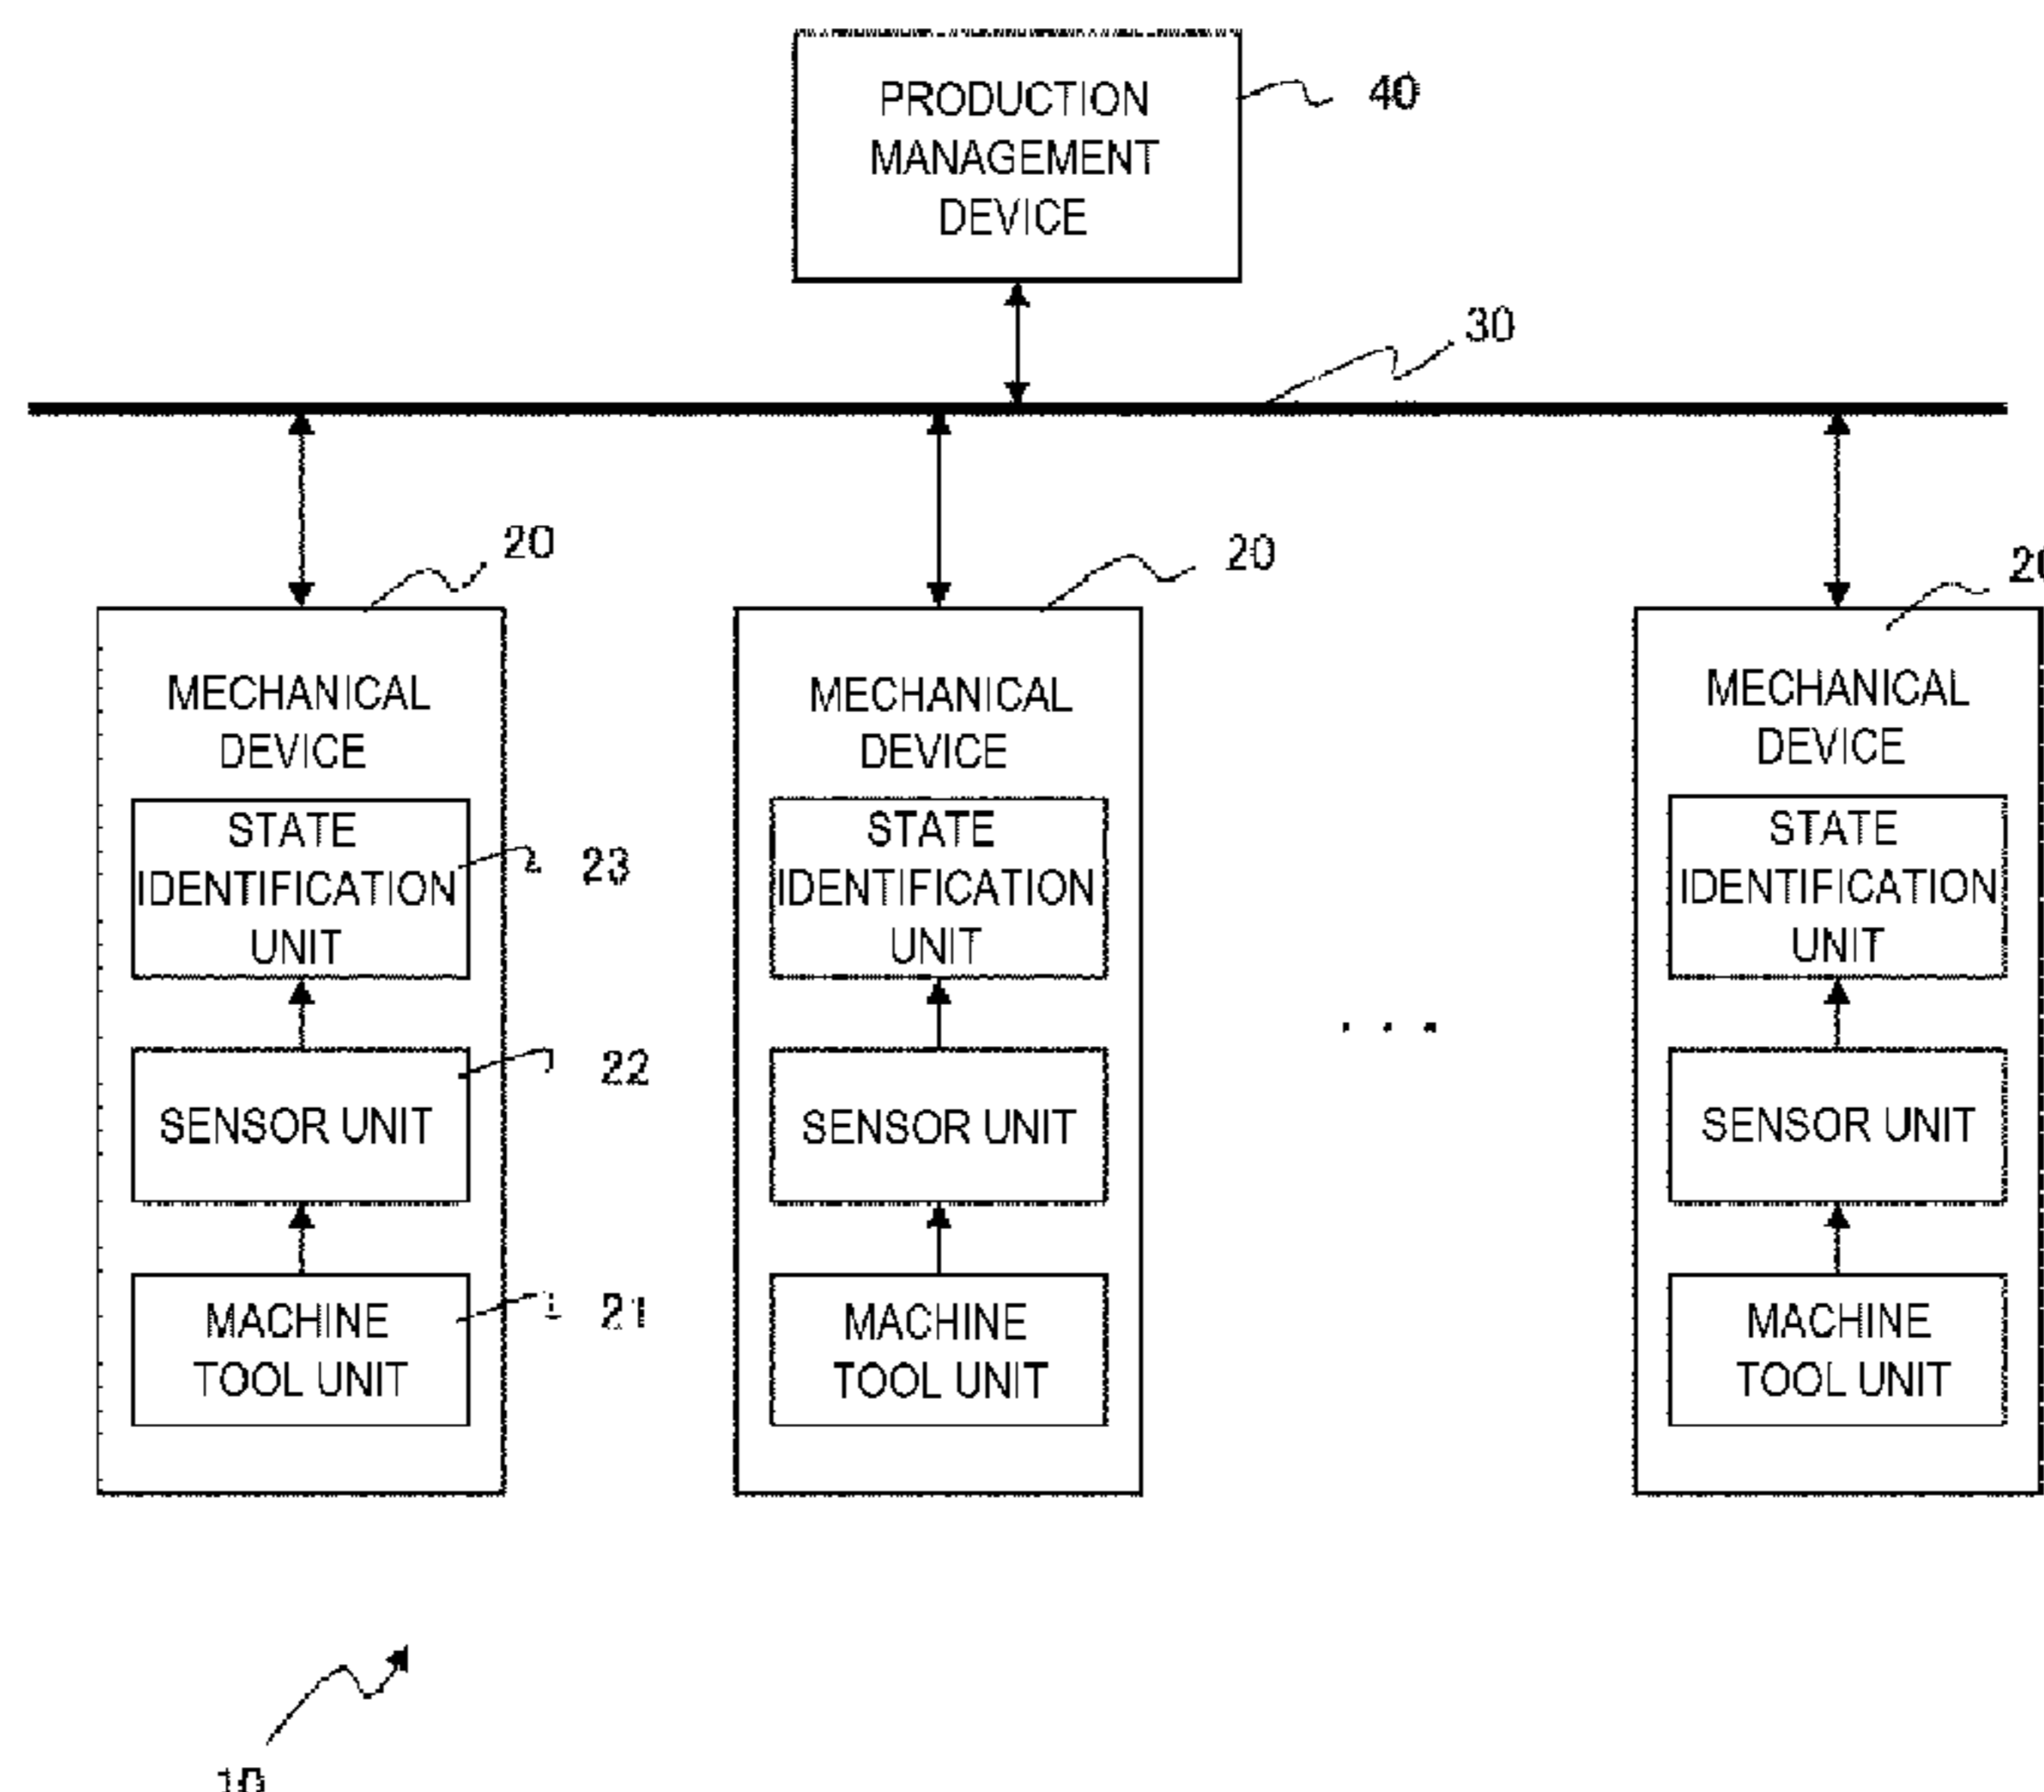 PRODUCTION
MANAGEMENT
DEVICE
40
30
20
20
MECHANICAL
DEVICE
STATE
IDENTIFICATION
UNIT
23
SENSOR UNIT
22
MACHINE
TOOL UNIT
21
MECHANICAL
DEVICE
STATE
IDENTIFICATION
UNIT
SENSOR UNIT
MACHINE
TOOL UNIT
. . .
MECHANICAL
DEVICE
STATE
IDENTIFICATION
UNIT
SENSOR UNIT
MACHINE
TOOL UNIT
10